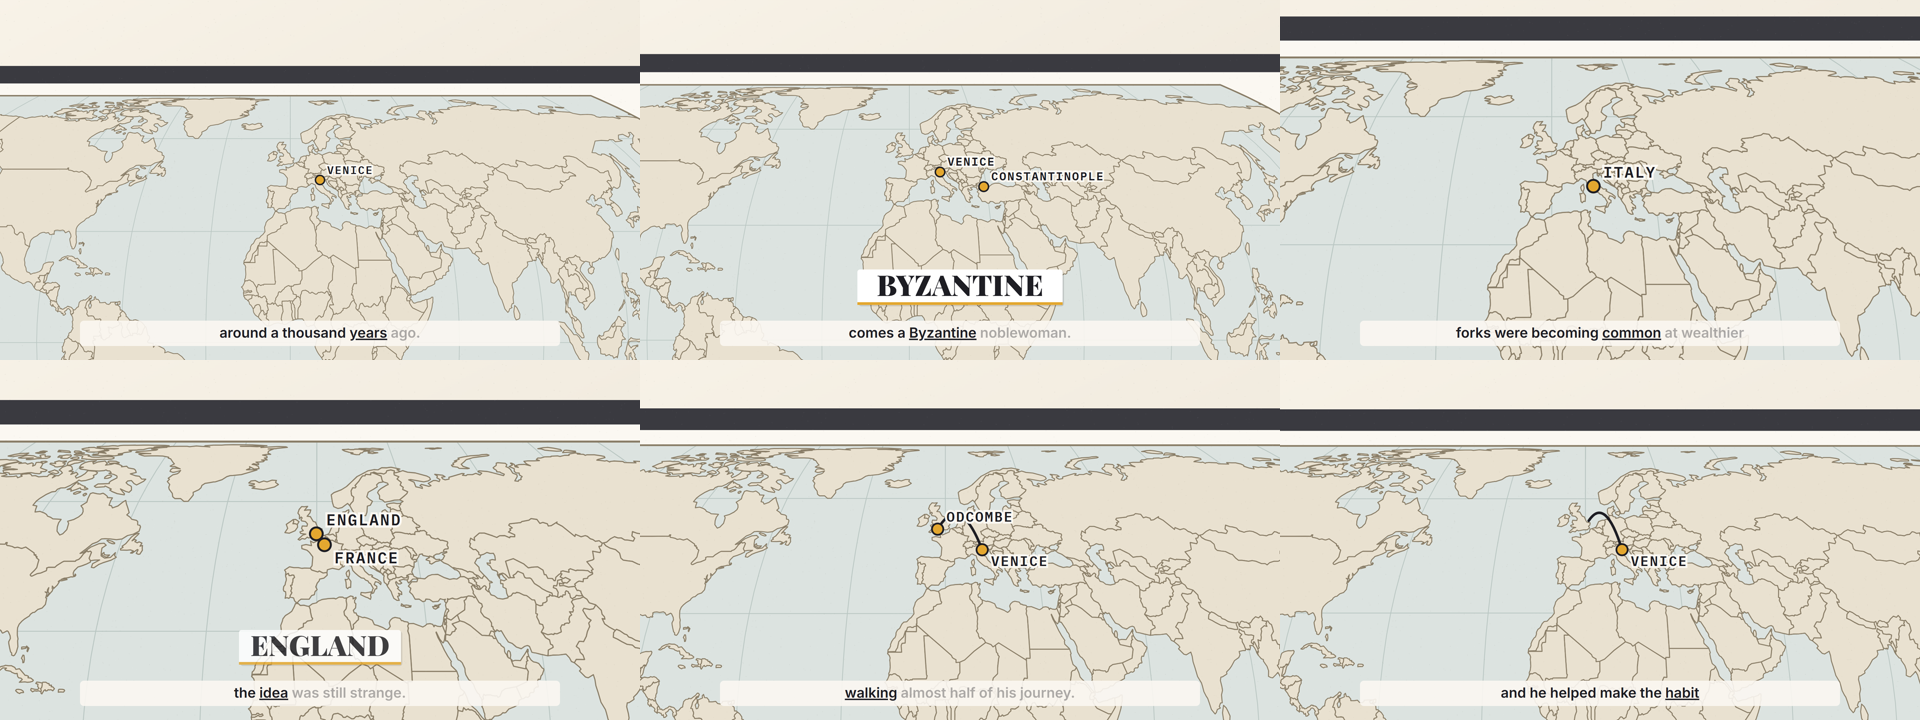 VENICE
around a thousand years ago.
VENICE
CONSTANTINOPLE
BYZANTINE
comes a Byzantine noblewoman.
ITALY
forks were becoming common at wealthier
ENGLAND
FRANCE
ENGLAND
the idea was still strange.
ODCOMBE
VENICE
walking almost half of his journey.
VENICE
and he helped make the habit